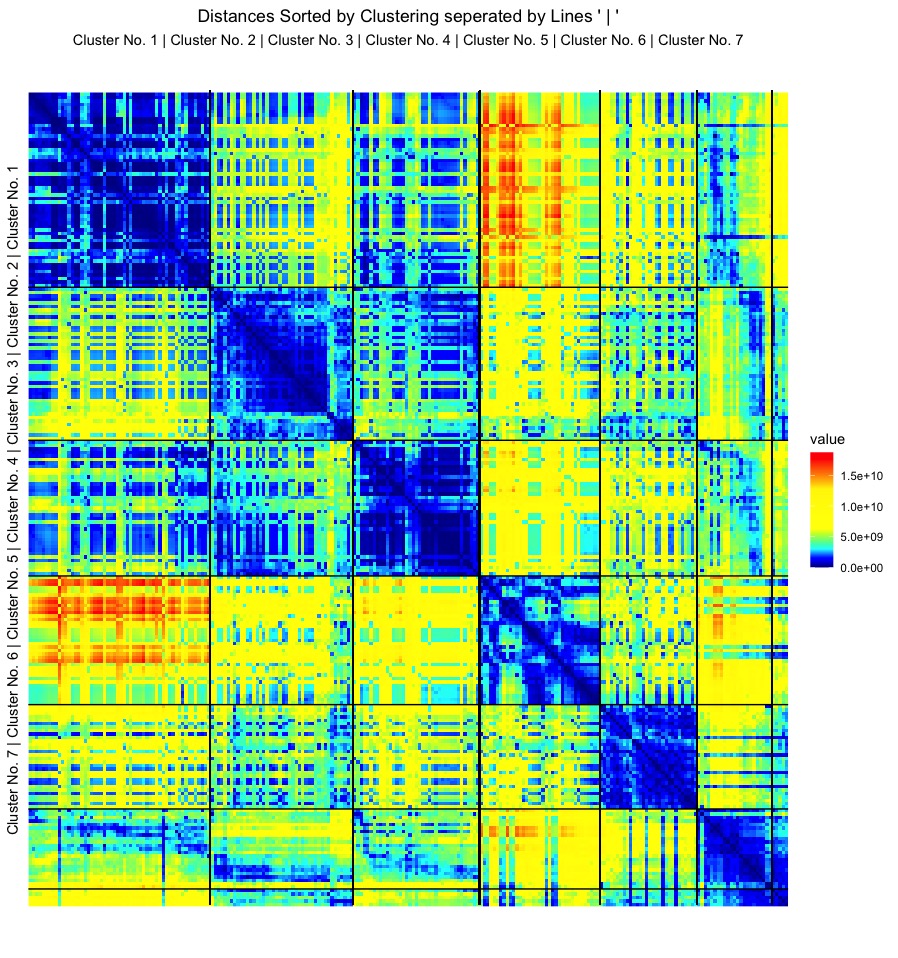 Distances Sorted by Clustering seperated by Lines ' | '
Cluster No. 1 | Cluster No. 2 | Cluster No. 3 | Cluster No. 4 | Cluster No. 5 | Cluster No. 6 | Cluster No. 7
Cluster No. 7 | Cluster No. 6 | Cluster No. 5 | Cluster No. 4 | Cluster No. 3 | Cluster No. 2 | Cluster No. 1
value
1.5e+10
1.0e+10
5.0e+09
0.0e+00